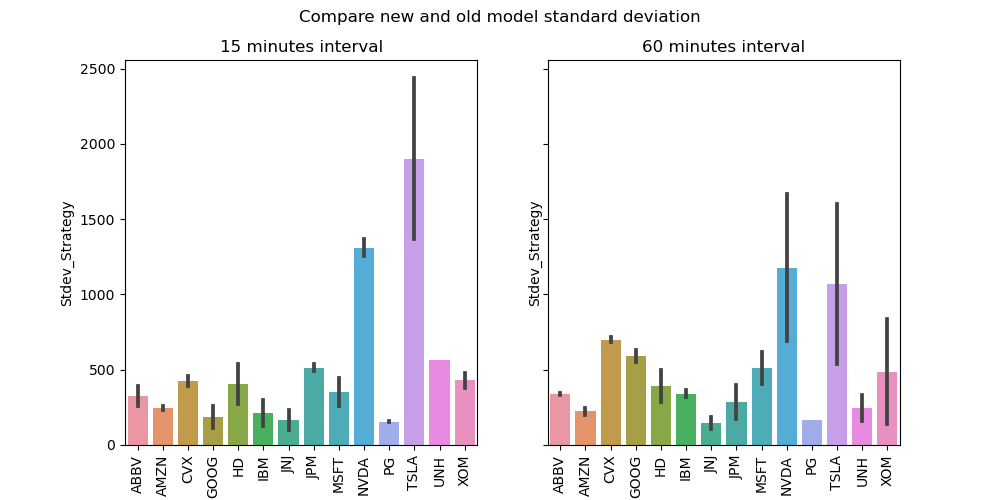 Compare new and old model standard deviation
15 minutes interval
60 minutes interval
Stdev_Strategy
2500
2000
1500
1000
500
0
ABBV
AMZN
CVX
GOOG
HD
IBM
JNJ
JPM
MSFT
NVDA
PG
TSLA
UNH
XOM
Stdev_Strategy
ABBV
AMZN
CVX
GOOG
HD
IBM
JNJ
JPM
MSFT
NVDA
PG
TSLA
UNH
XOM